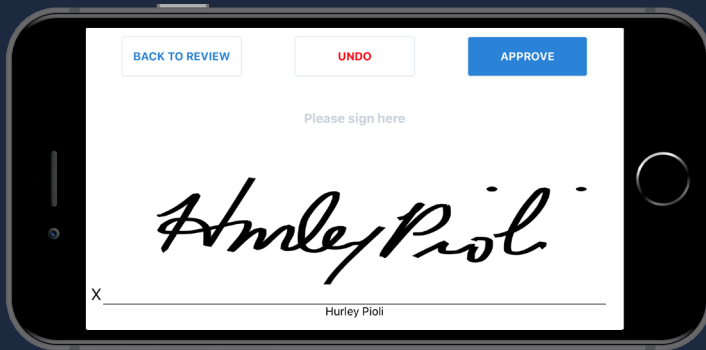 BACK TO REVIEW UNDO APPROVE
Please sign here
Hurley Pioli
X
Hurley Pioli